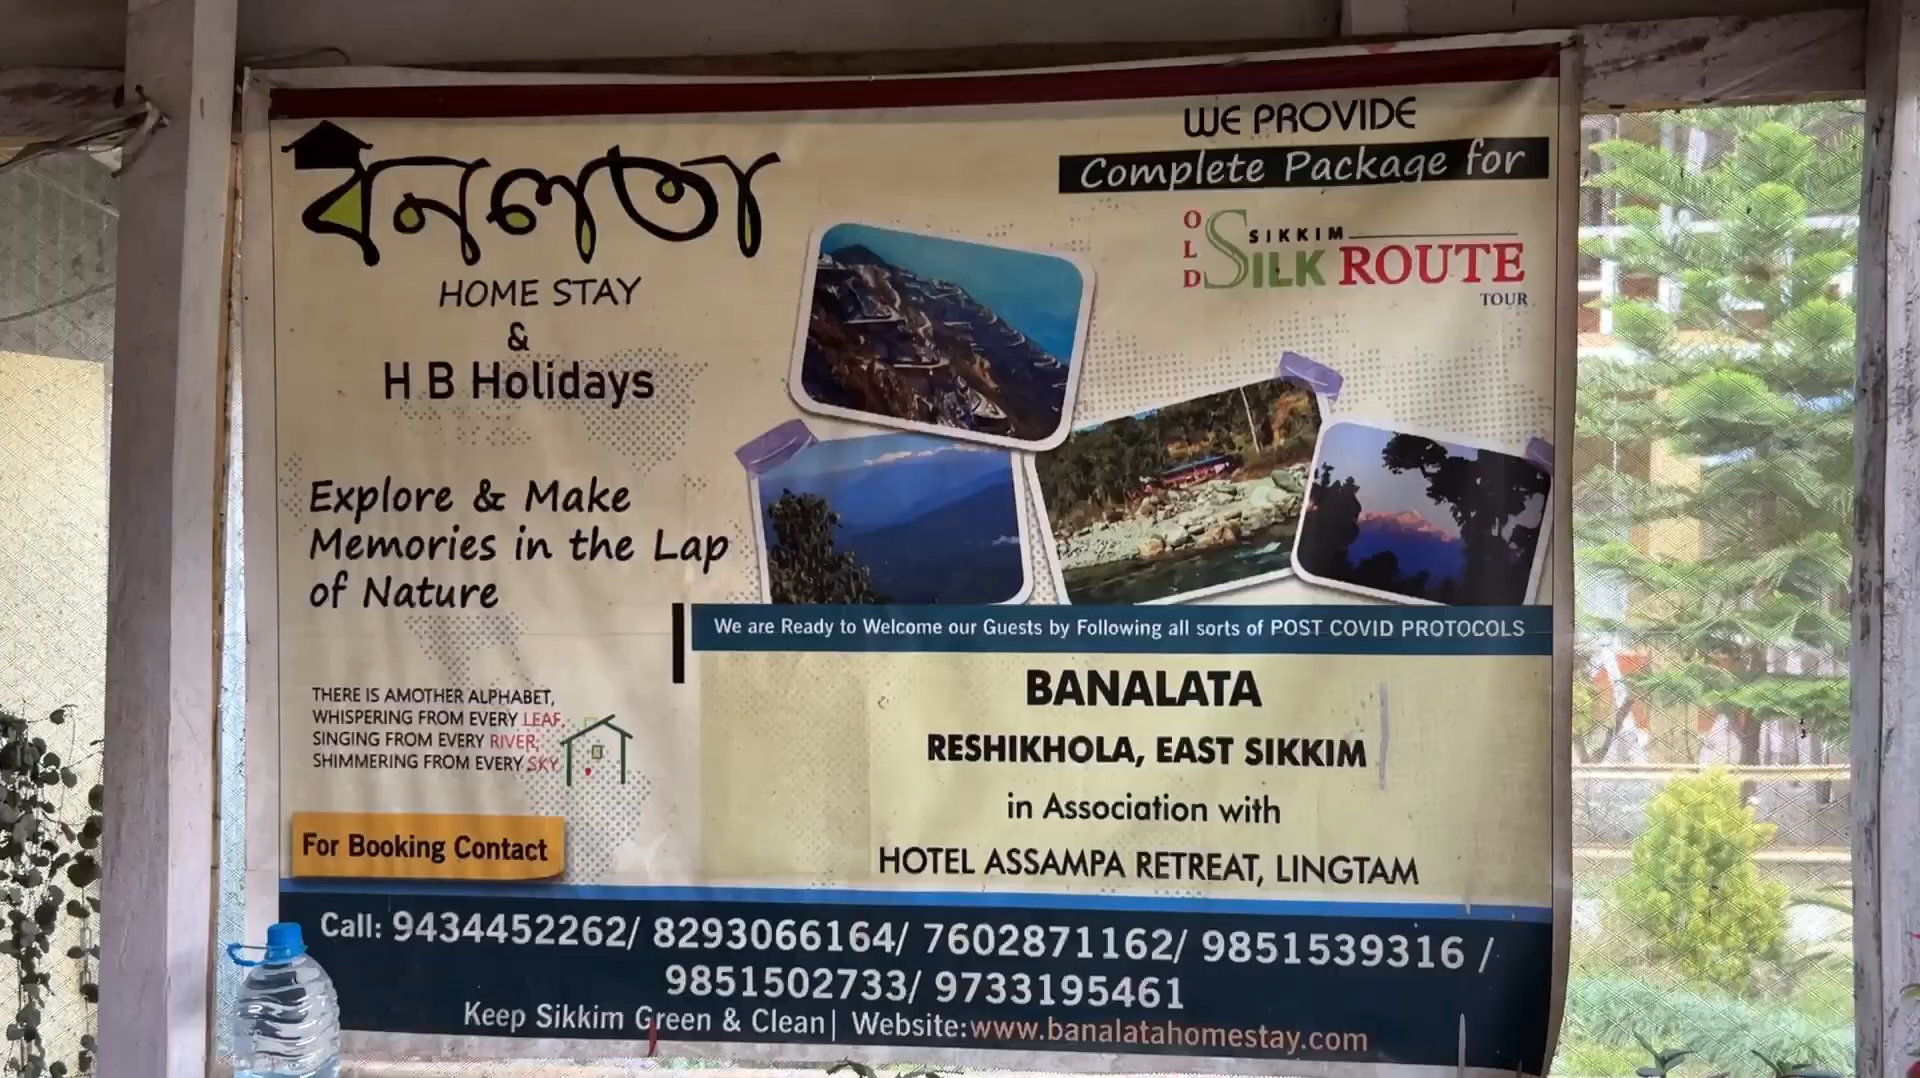 বনলতা
HOME STAY
&
H B Holidays
Explore & Make
Memories in the Lap
of Nature
THERE IS AMOTHER ALPHABET,
WHISPERING FROM EVERY LEAF,
SINGING FROM EVERY RIVER,
SHIMMERING FROM EVERY SKY
For Booking Contact
WE PROVIDE
Complete Package for
OLD SIKKIM
SILK ROUTE
TOUR
We are Ready to Welcome our Guests by Following all sorts of POST COVID PROTOCOLS
BANALATA
RESHIKHOLA, EAST SIKKIM
in Association with
HOTEL ASSAMPA RETREAT, LINGTAM
Call: 9434452262/ 8293066164/ 7602871162/ 9851539316 /
9851502733/ 9733195461
Keep Sikkim Green & Clean| Website:www.banalatahomestay.com